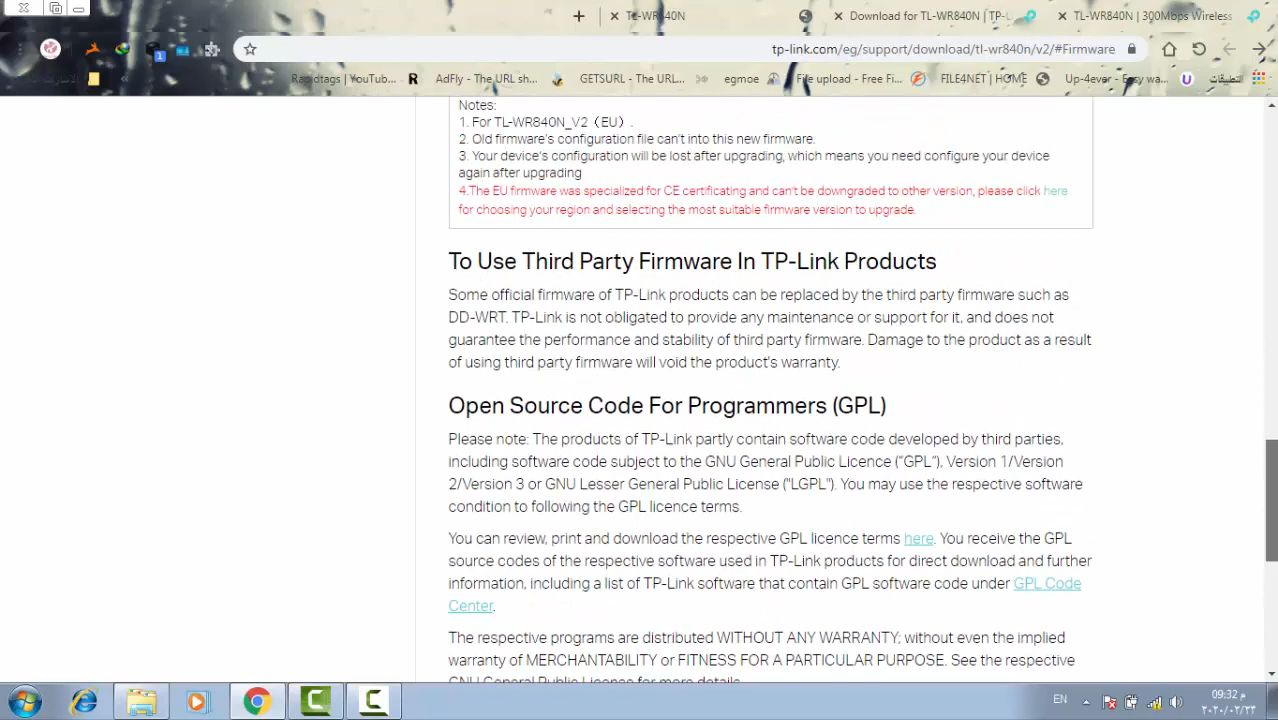 TL-WR840N
Download for TL-WR840N | TP-L
TL-WR840N | 300Mbps Wireless
1
tp-link.com/eg/support/download/tl-wr840n/v2/#Firmware
Rapidtags | YouTub...
R
AdFly - The URL sh...
GETSURL - The URL...
egmoe
File upload - Free Fi...
FILE4NET | HOME
Up-4ever - Easy wa...
U
التطبيقات
Notes:
1. For TL-WR840N_V2（EU）.
2. Old firmware's configuration file can't into this new firmware.
3. Your device's configuration will be lost after upgrading, which means you need configure your device
again after upgrading
4.The EU firmware was specialized for CE certificating and can't be downgraded to other version, please click here
for choosing your region and selecting the most suitable firmware version to upgrade.
To Use Third Party Firmware In TP-Link Products
Some official firmware of TP-Link products can be replaced by the third party firmware such as
DD-WRT. TP-Link is not obligated to provide any maintenance or support for it, and does not
guarantee the performance and stability of third party firmware. Damage to the product as a result
of using third party firmware will void the product's warranty.
Open Source Code For Programmers (GPL)
Please note: The products of TP-Link partly contain software code developed by third parties,
including software code subject to the GNU General Public Licence ("GPL"), Version 1/Version
2/Version 3 or GNU Lesser General Public License ("LGPL"). You may use the respective software
condition to following the GPL licence terms.
You can review, print and download the respective GPL licence terms here. You receive the GPL
source codes of the respective software used in TP-Link products for direct download and further
information, including a list of TP-Link software that contain GPL software code under GPL Code
Center.
The respective programs are distributed WITHOUT ANY WARRANTY; without even the implied
warranty of MERCHANTABILITY or FITNESS FOR A PARTICULAR PURPOSE. See the respective
GNU General Public License for more details.
EN
09:32 م
٢٠٢٠/٠٢/٢٣